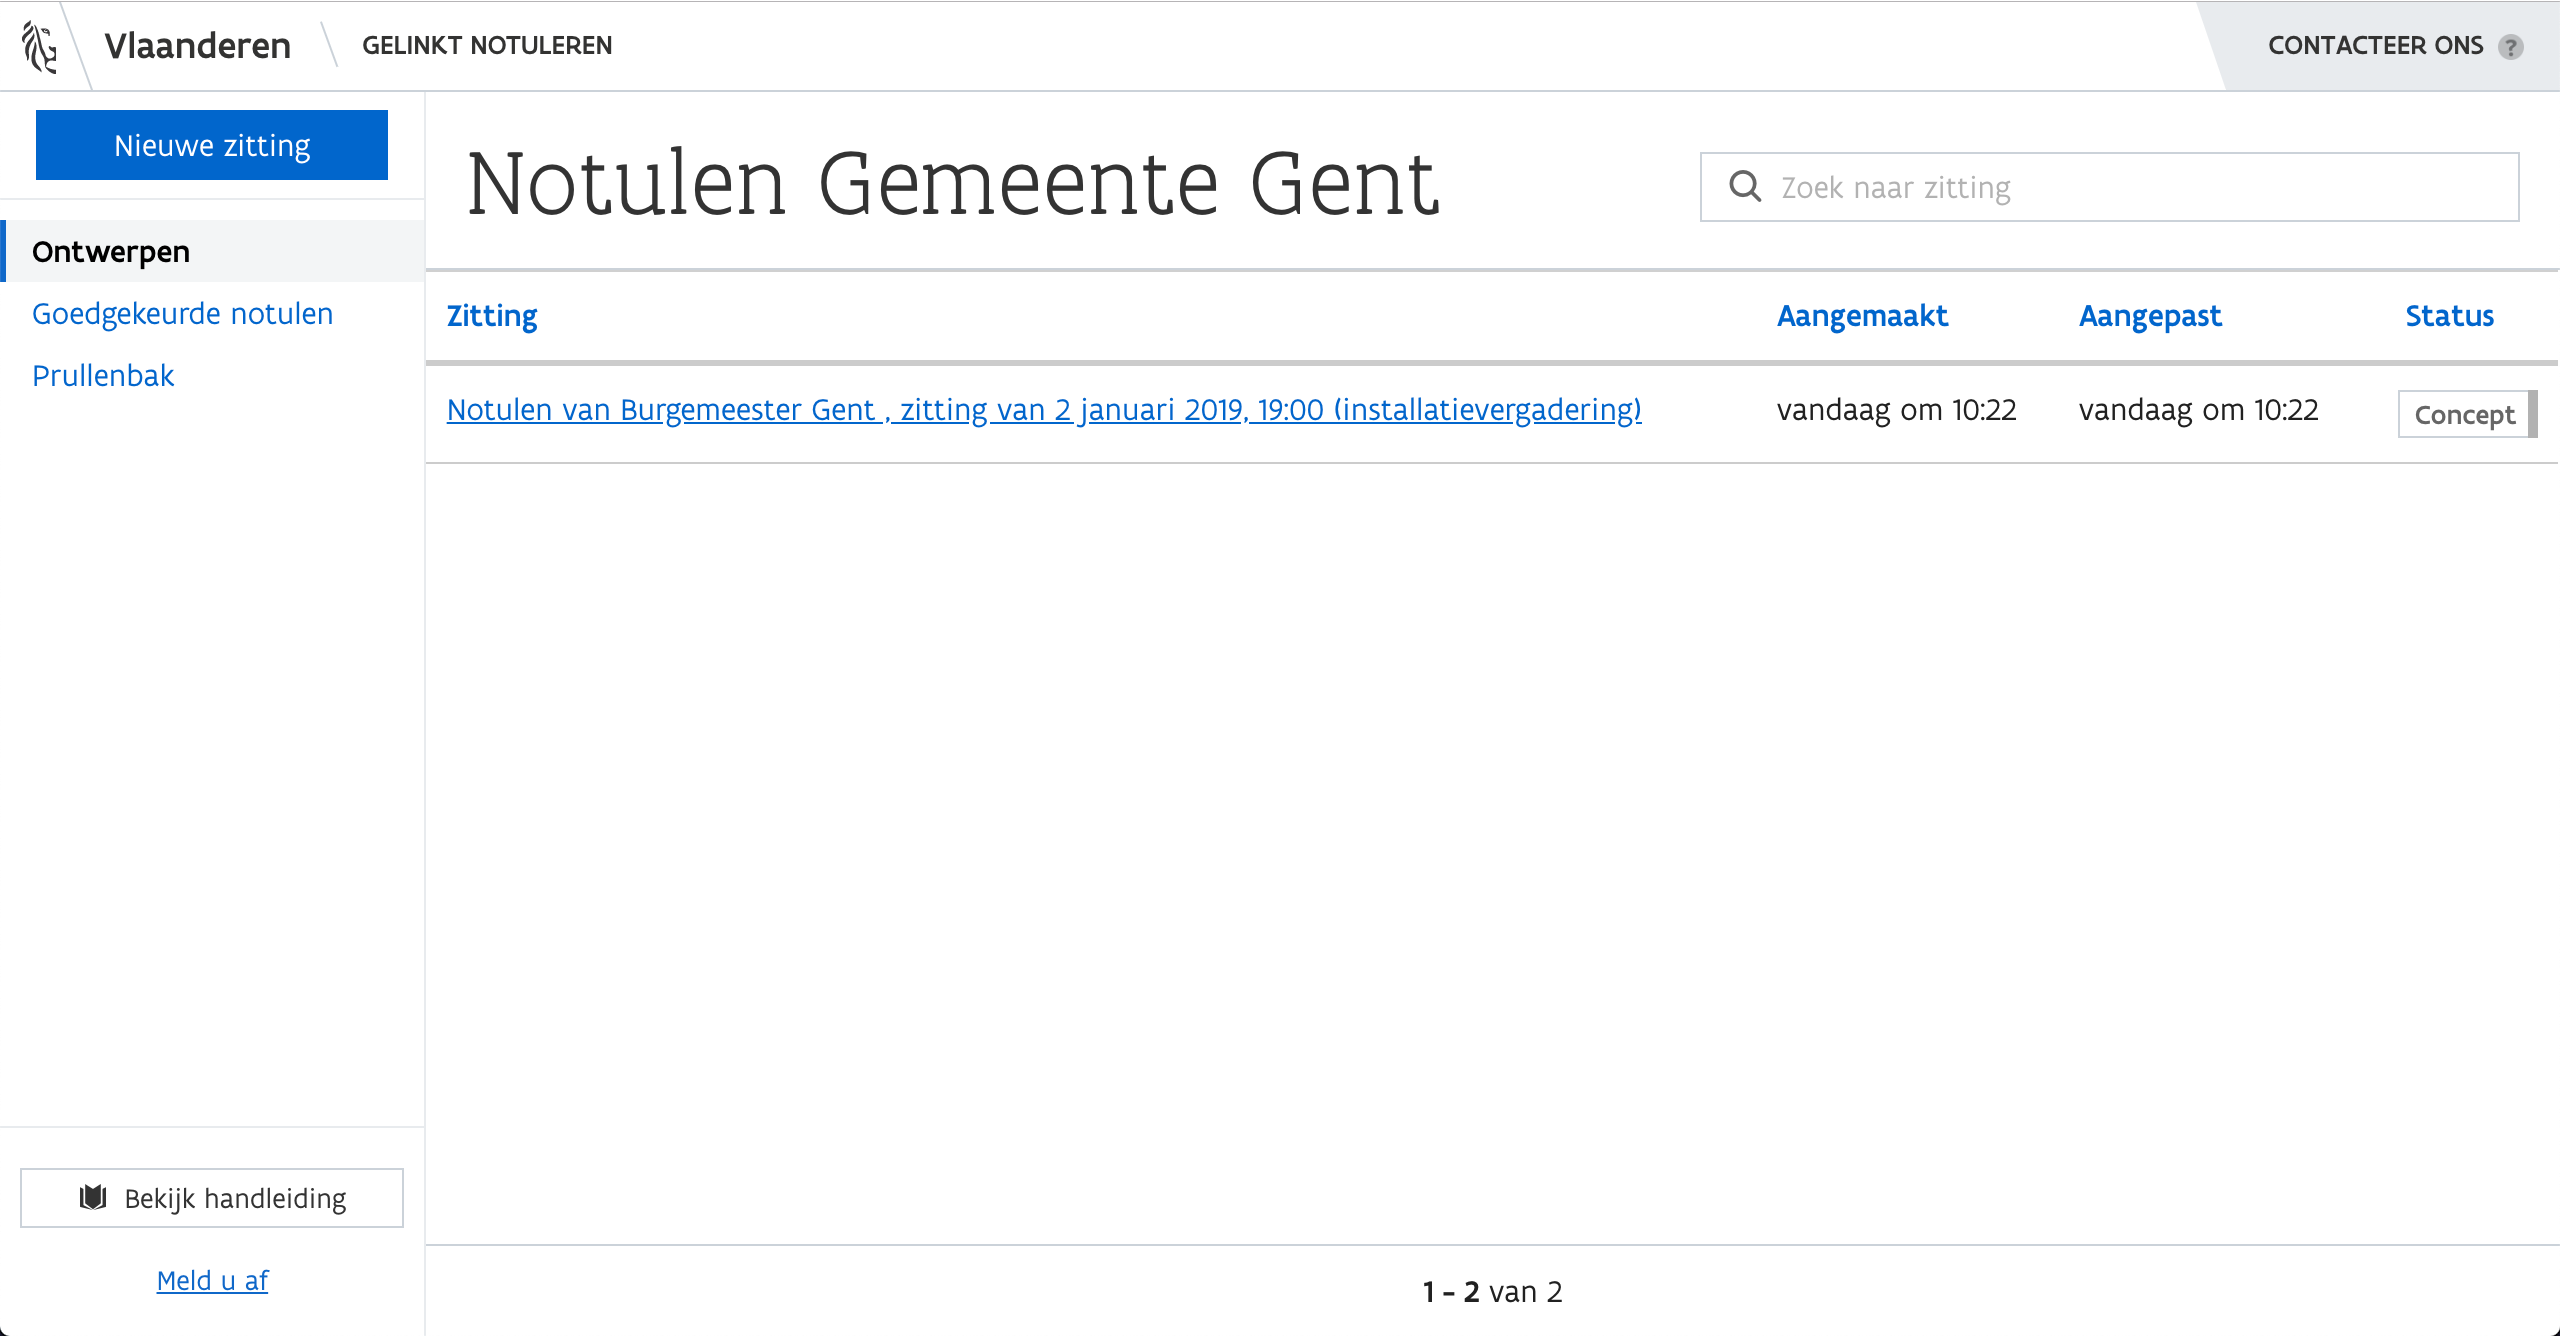 Vlaanderen GELINKT NOTULEREN CONTACTEER ONS ?
Nieuwe zitting
Ontwerpen
Goedgekeurde notulen
Prullenbak
Notulen Gemeente Gent
Zoek naar zitting
Zitting Aangemaakt Aangepast Status
Notulen van Burgemeester Gent , zitting van 2 januari 2019, 19:00 (installatievergadering) vandaag om 10:22 vandaag om 10:22 Concept
Bekijk handleiding
Meld u af
1 - 2 van 2